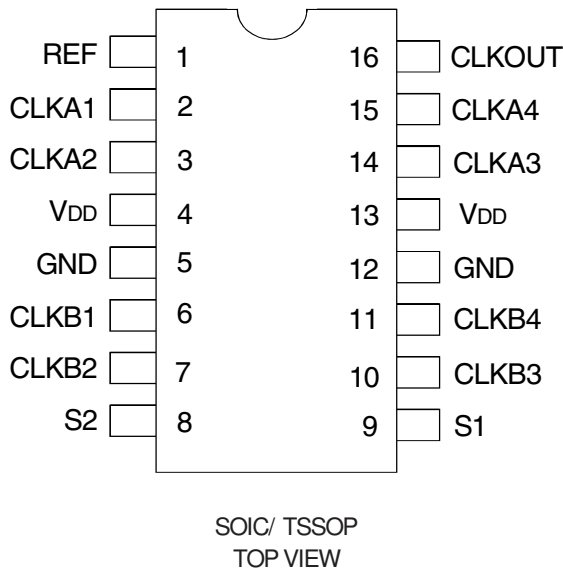 REF 1 16 CLKOUT
CLKA1 2 15 CLKA4
CLKA2 3 14 CLKA3
VDD 4 13 VDD
GND 5 12 GND
CLKB1 6 11 CLKB4
CLKB2 7 10 CLKB3
S2 8 9 S1
SOIC/ TSSOP
TOP VIEW